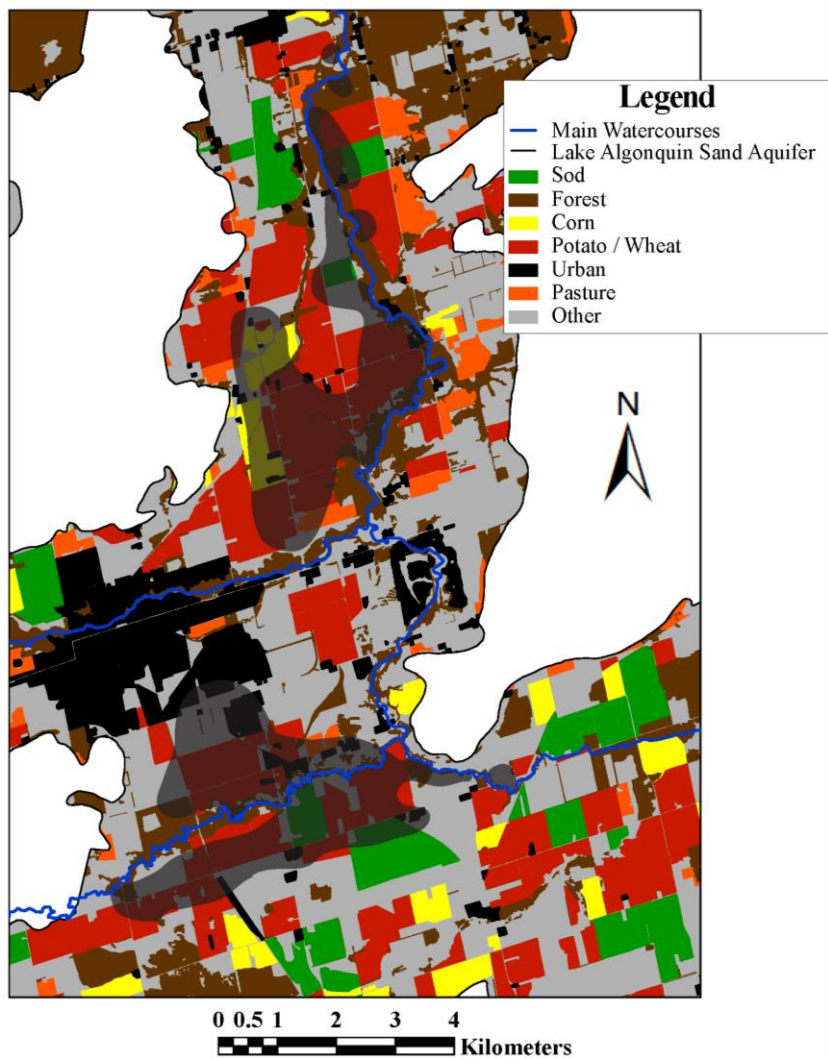 Legend
Main Watercourses
Lake Algonquin Sand Aquifer
Sod
Forest
Corn
Potato / Wheat
Urban
Pasture
Other
N
0 0.5 1 2 3 4
Kilometers